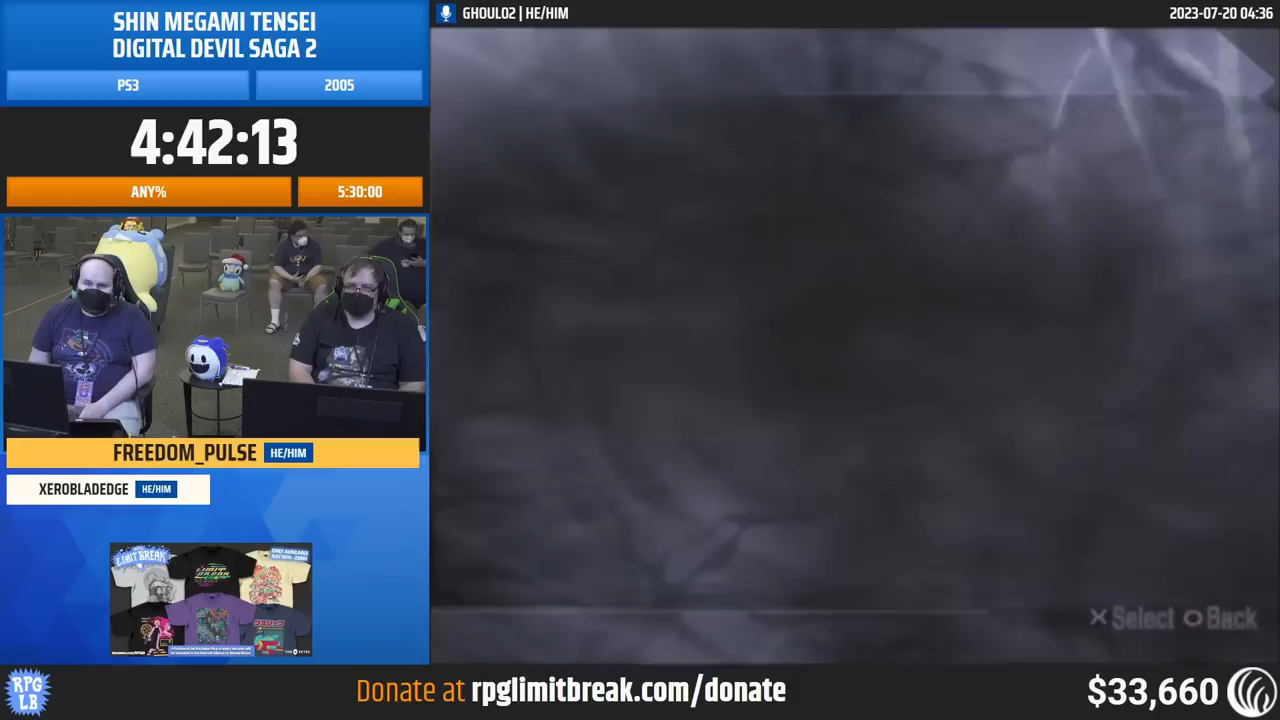 SHIN MEGAMI TENSEI
DIGITAL DEVIL SAGA 2
PS3
2005
4:42:13
ANY%
5:30:00
GHOUL02 | HE/HIM
2023-07-20 04:36
FREEDOM_PULSE HE/HIM
XEROBLADEDGE HE/HIM
LIMIT BREAK
Select Back
RPG
LB
Donate at rpglimitbreak.com/donate
$33,660